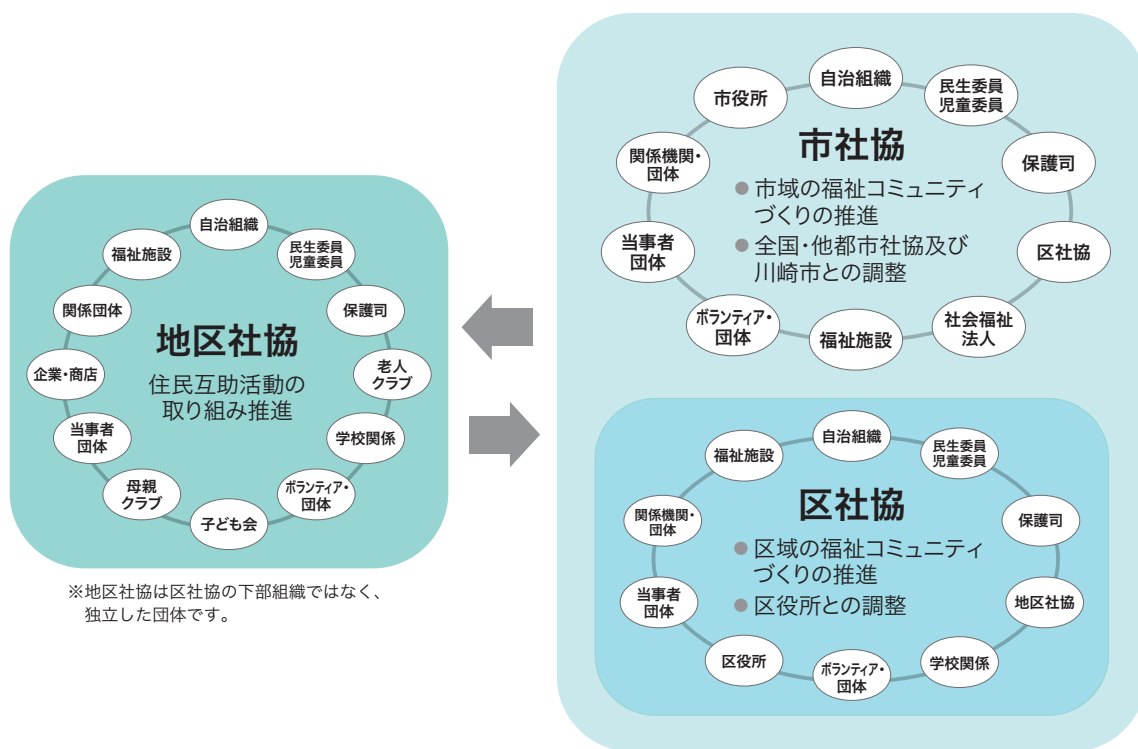 地区社協
住民互助活動の
取り組み推進
自治組織
民生委員
児童委員
保護司
老人
クラブ
学校関係
ボランティア・
団体
子ども会
母親
クラブ
当事者
団体
企業・商店
関係団体
福祉施設
※地区社協は区社協の下部組織ではなく、
独立した団体です。
市社協
●市域の福祉コミュニティ
づくりの推進
●全国・他都市社協及び
川崎市との調整
自治組織
民生委員
児童委員
保護司
区社協
社会福祉
法人
福祉施設
ボランティア・
団体
当事者
団体
関係機関・
団体
市役所
区社協
●区域の福祉コミュニティ
づくりの推進
●区役所との調整
自治組織
民生委員
児童委員
保護司
地区社協
学校関係
ボランティア・
団体
区役所
当事者
団体
関係機関・
団体
福祉施設